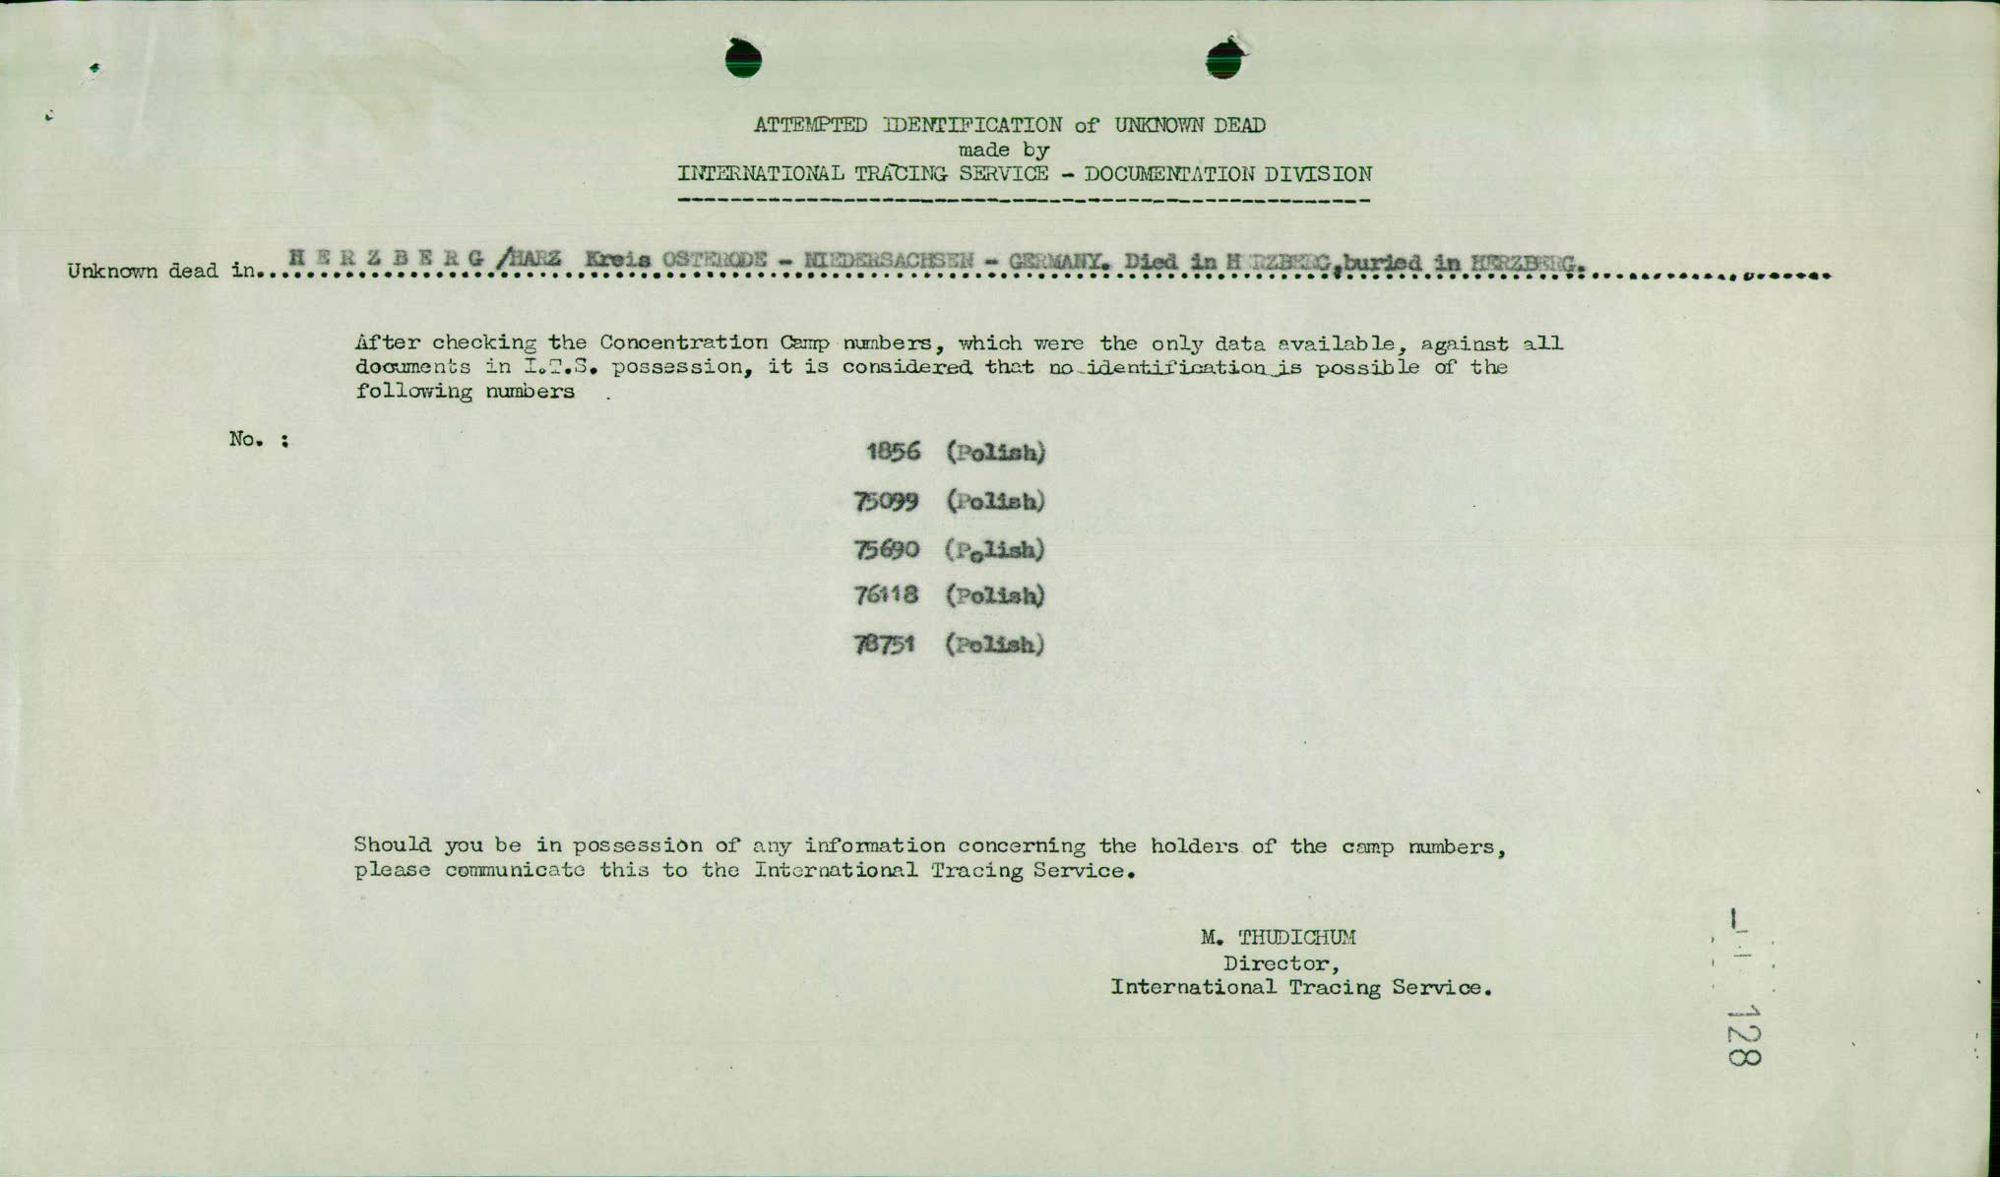 ATTEMPTED IDENTIFICATION of UNKNOWN DEAD
made by
INTERNATIONAL TRACING SERVICE - DOCUMENTATION DIVISION
Unknown dead in..H E R Z B E R G /HARZ Kreis OSTERODE - NIEDERSACHSEN - GERMANY. Died in H RZBERG,buried in HERZBERG.
After checking the Concentration Camp numbers, which were the only data available, against all
documents in I.T.S. possession, it is considered that no identification is possible of the
following numbers .
No. :
1856 (Polish)
75099 (Polish)
75690 (Polish)
76118 (Polish)
78751 (Polish)
Should you be in possession of any information concerning the holders of the camp numbers,
please communicate this to the International Tracing Service.
M. THUDICHUM
Director,
International Tracing Service.
128